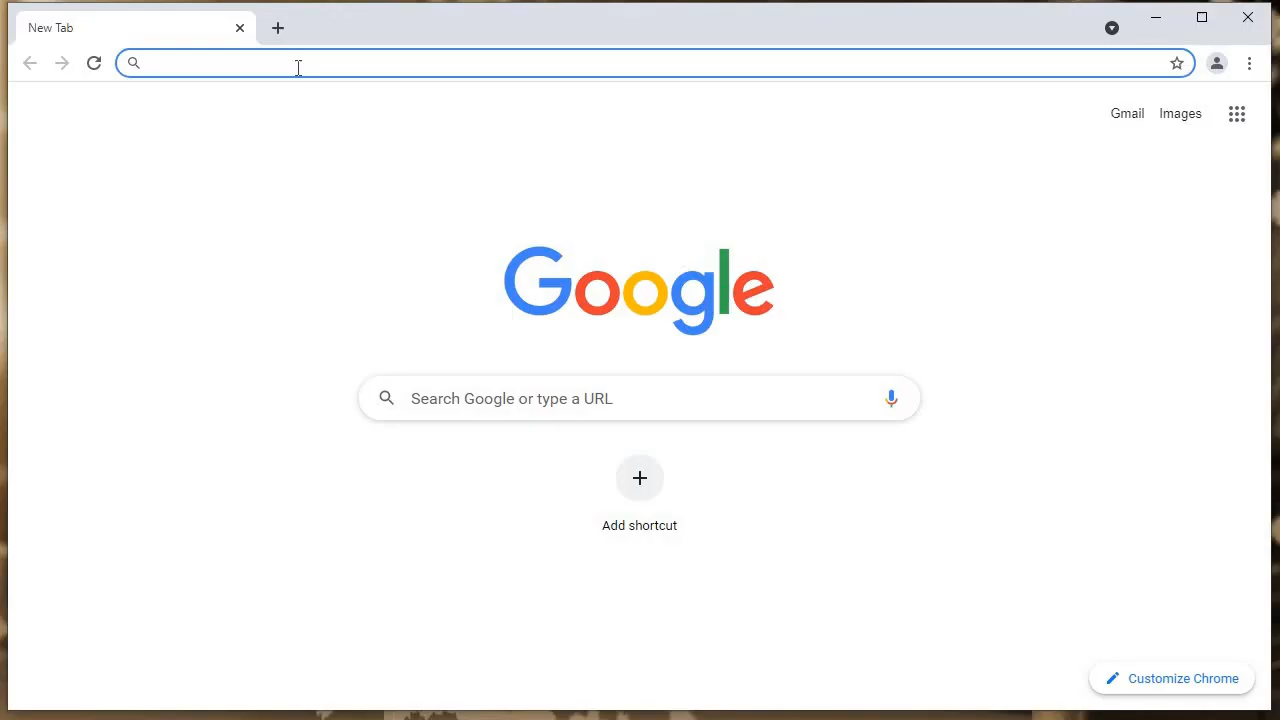 New Tab
Gmail Images
Google
Search Google or type a URL
Add shortcut
Customize Chrome